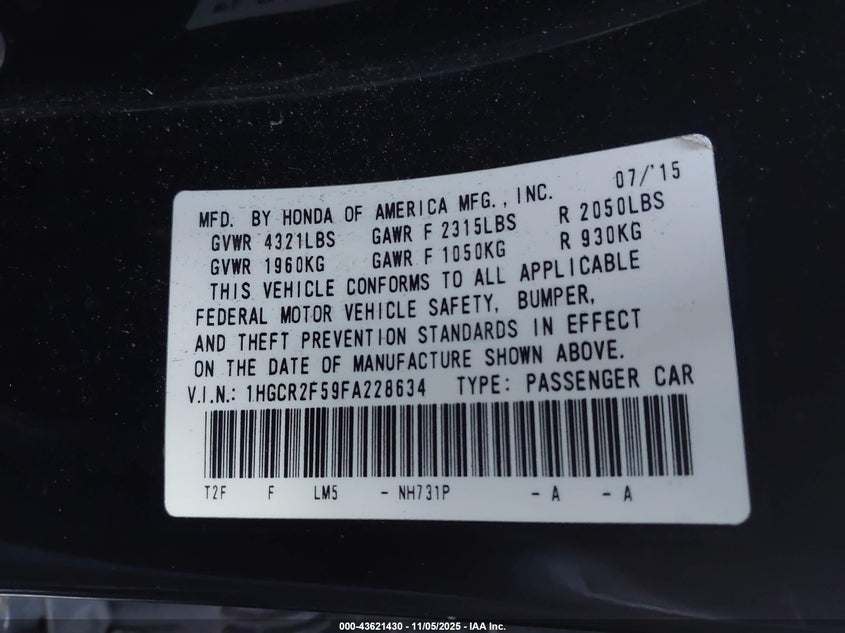 MFD. BY HONDA OF AMERICA MFG., INC. 07/'15
GVWR 4321LBS GAWR F 2315LBS R 2050LBS
GVWR 1960KG GAWR F 1050KG R 930KG
THIS VEHICLE CONFORMS TO ALL APPLICABLE
FEDERAL MOTOR VEHICLE SAFETY, BUMPER,
AND THEFT PREVENTION STANDARDS IN EFFECT
ON THE DATE OF MANUFACTURE SHOWN ABOVE.
V.I.N.: 1HGCR2F59FA228634 TYPE: PASSENGER CAR
T2F F LM5 - NH731P - A - A
000-43621430 - 11/05/2025 - IAA Inc.